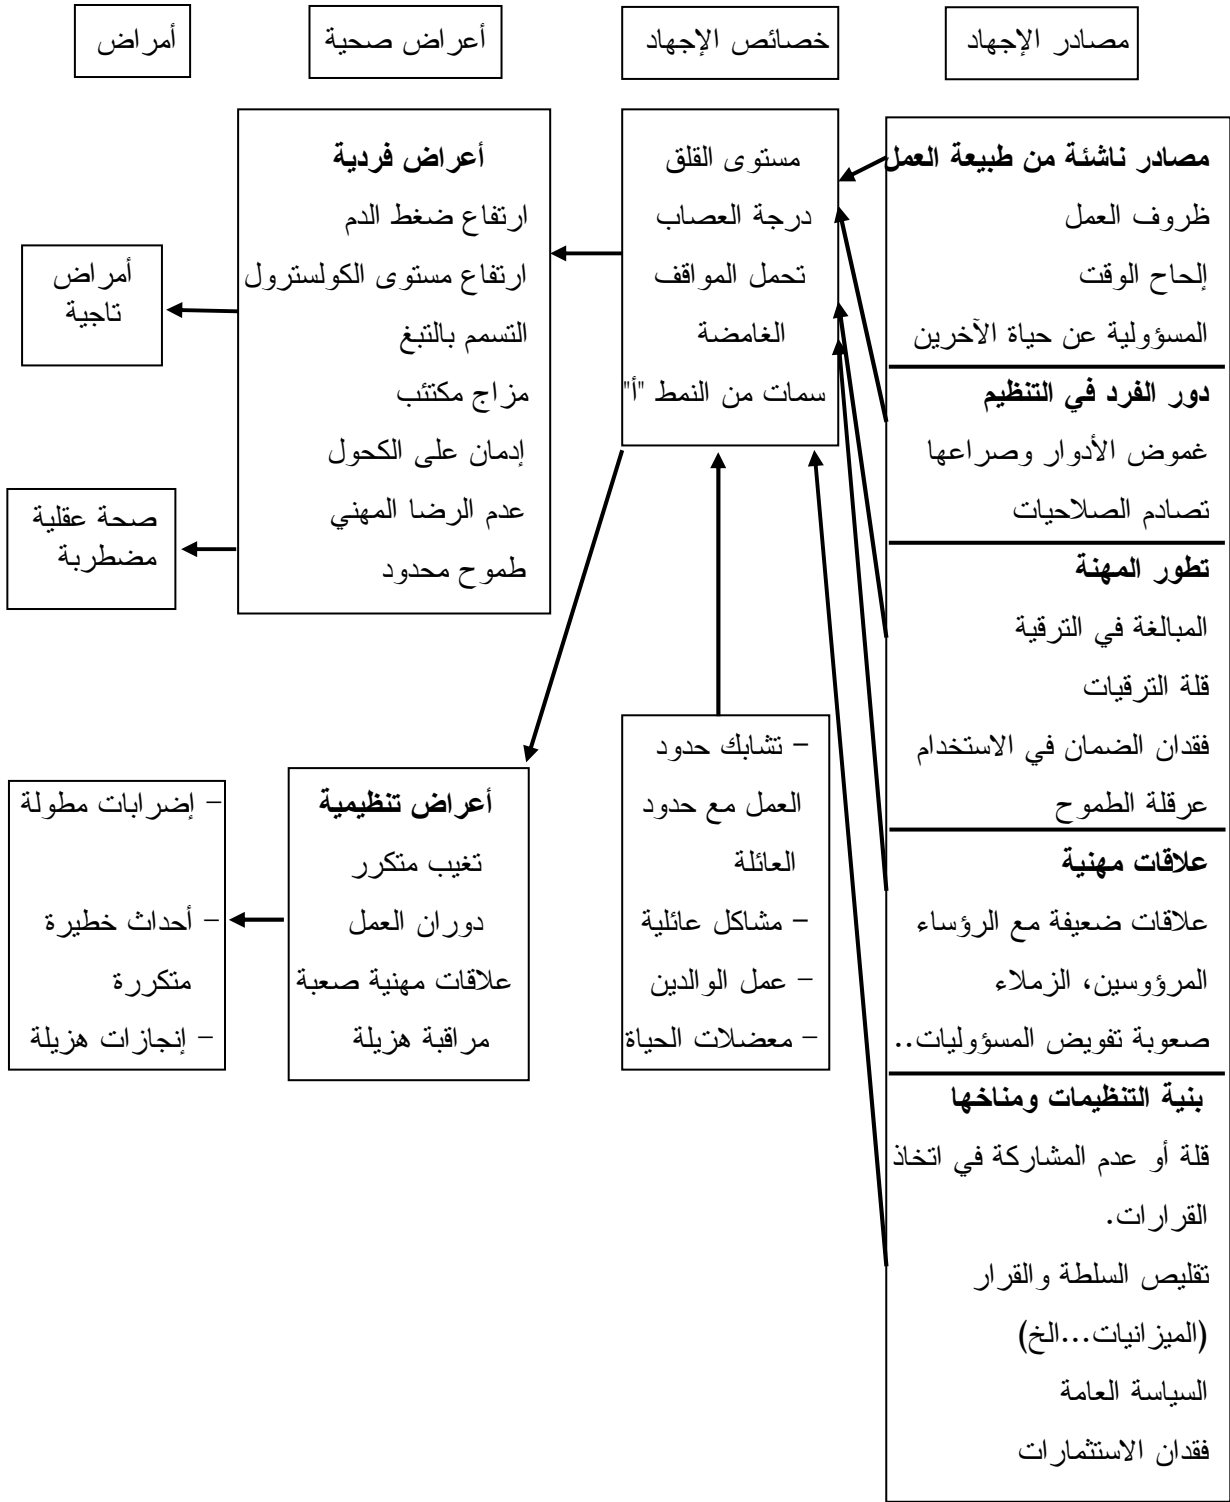 مصادر الإجهاد
خصائص الإجهاد
أعراض صحية
أمراض
مصادر ناشئة من طبيعة العمل
ظروف العمل
إلحاح الوقت
المسؤولية عن حياة الآخرين
دور الفرد في التنظيم
غموض الأدوار وصراعها
تصادم الصلاحيات
تطور المهنة
المبالغة في الترقية
قلة الترقيات
فقدان الضمان في الاستخدام
عرقلة الطموح
علاقات مهنية
علاقات ضعيفة مع الرؤساء
المرؤوسين، الزملاء
صعوبة تفويض المسؤوليات..
بنية التنظيمات ومناخها
قلة أو عدم المشاركة في اتخاذ
القرارات.
تقليص السلطة والقرار
(الميزانيات...الخ)
السياسة العامة
فقدان الاستثمارات
مستوى القلق
درجة العصاب
تحمل المواقف
الغامضة
سمات من النمط "أ"
– تشابك حدود
العمل مع حدود
العائلة
– مشاكل عائلية
– عمل الوالدين
– معضلات الحياة
أعراض فردية
ارتفاع ضغط الدم
ارتفاع مستوى الكولسترول
التسمم بالتبغ
مزاج مكتئب
إدمان على الكحول
عدم الرضا المهني
طموح محدود
أعراض تنظيمية
تغيب متكرر
دوران العمل
علاقات مهنية صعبة
مراقبة هزيلة
أمراض
تاجية
صحة عقلية
مضطربة
– إضرابات مطولة
– أحداث خطيرة
متكررة
– إنجازات هزيلة